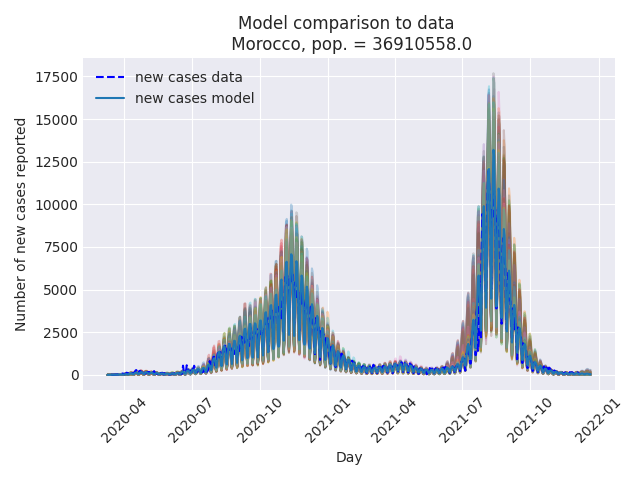 Model comparison to data
Morocco, pop. = 36910558.0
new cases data
new cases model
17500
15000
12500
10000
7500
5000
2500
0
Number of new cases reported
2020-04
2020-07
2020-10
2021-01
2021-04
2021-07
2021-10
2022-01
Day